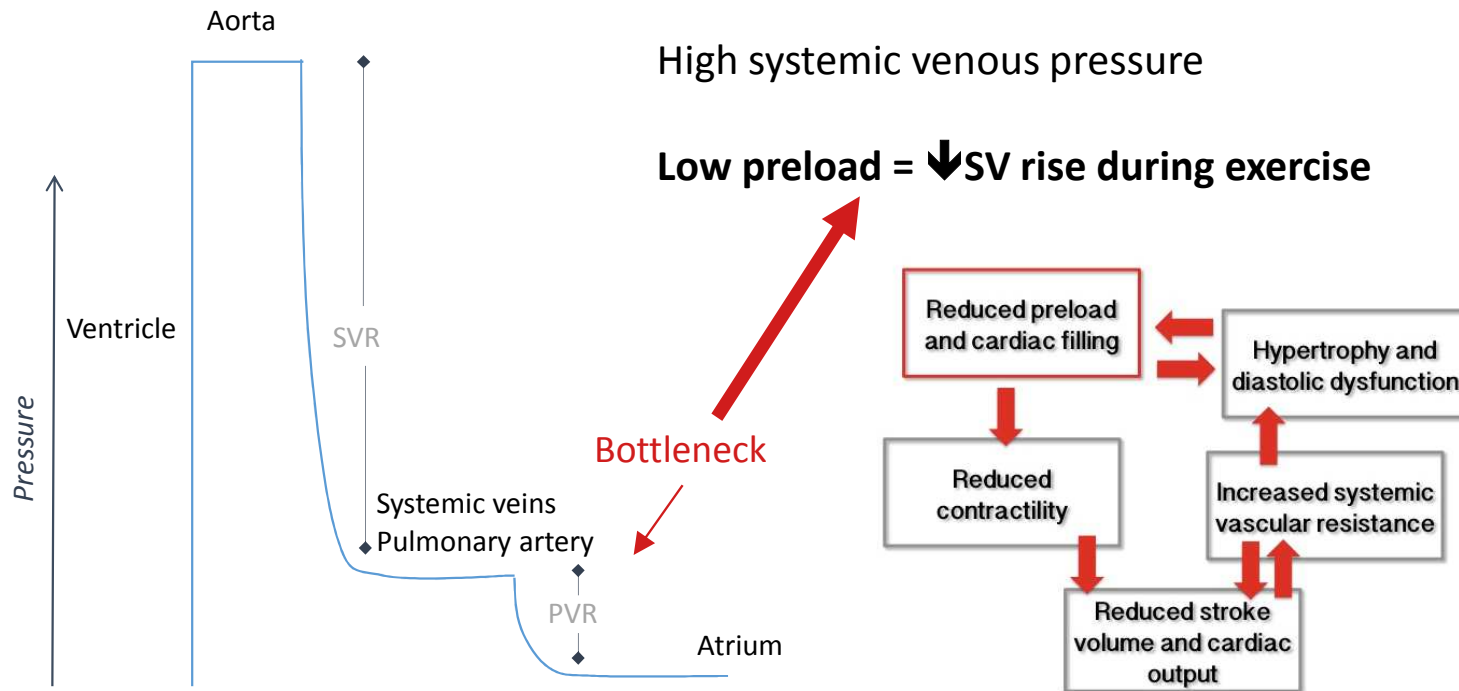 Aorta
High systemic venous pressure
Low preload = 🡻SV rise during exercise
Pressure
Ventricle
SVR
Bottleneck
Systemic veins
Pulmonary artery
PVR
Atrium
Reduced preload
and cardiac filling
Hypertrophy and
diastolic dysfunction
Reduced
contractility
Increased systemic
vascular resistance
Reduced stroke
volume and cardiac
output